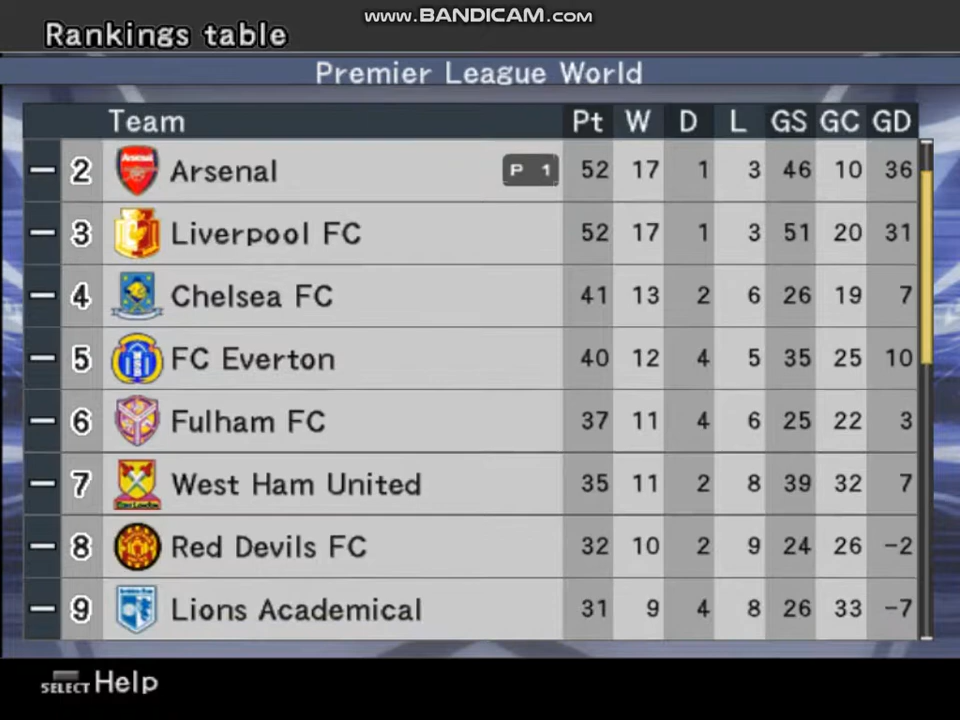 www.BANDICAM.com
Rankings table
Premier League World
Team Pt W D L GS GC GD
2 Arsenal P 1 52 17 1 3 46 10 36
3 Liverpool FC 52 17 1 3 51 20 31
4 Chelsea FC 41 13 2 6 26 19 7
5 FC Everton 40 12 4 5 35 25 10
6 Fulham FC 37 11 4 6 25 22 3
7 West Ham United 35 11 2 8 39 32 7
8 Red Devils FC 32 10 2 9 24 26 -2
9 Lions Academical 31 9 4 8 26 33 -7
SELECT Help